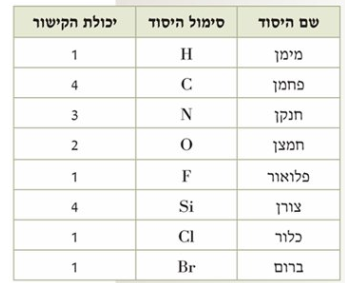 שם היסוד סימול היסוד יכולת הקישור
מימן H 1
פחמן C 4
חנקן N 3
חמצן O 2
פלואור F 1
צורן Si 4
כלור Cl 1
ברום Br 1